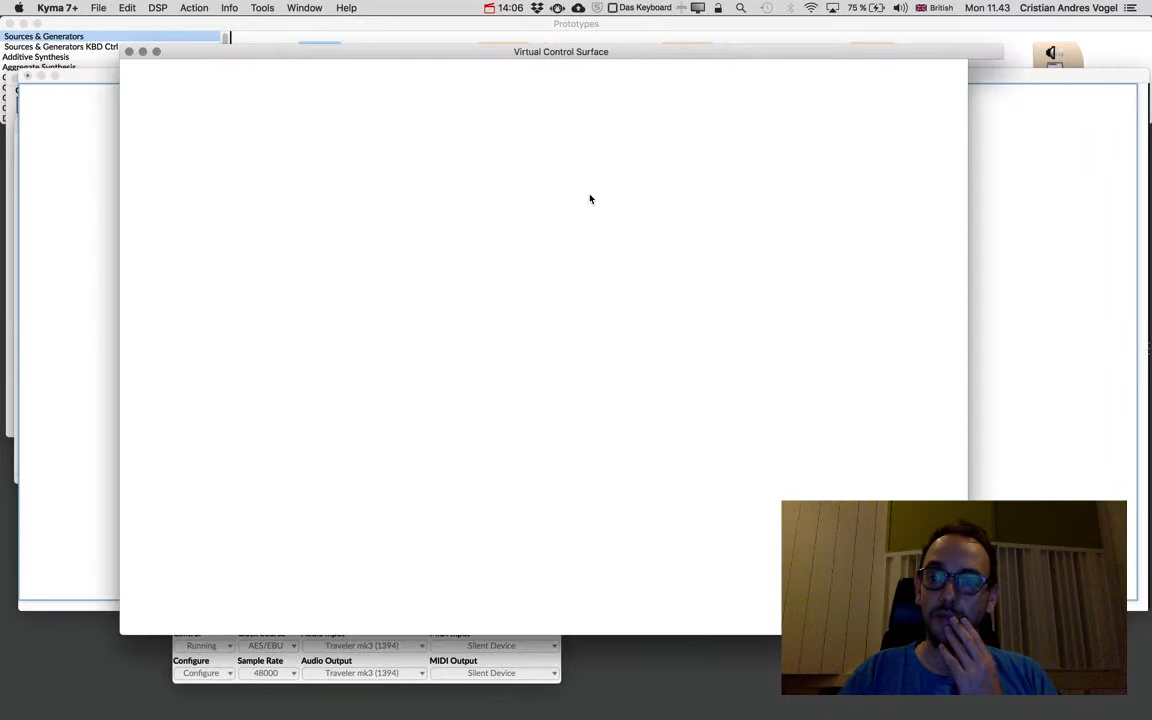 Kyma 7+ File Edit DSP Action Info Tools Window Help 14:06 Das Keyboard 75 % British Mon 11.43 Cristian Andres Vogel
Prototypes
Sources & Generators
Sources & Generators KBD Ctrl
Additive Synthesis
Aggregate Synthesis
Virtual Control Surface
Running AES/EBU Traveler mk3 (1394) Silent Device
Configure Sample Rate Audio Output MIDI Output
Configure 48000 Traveler mk3 (1394) Silent Device